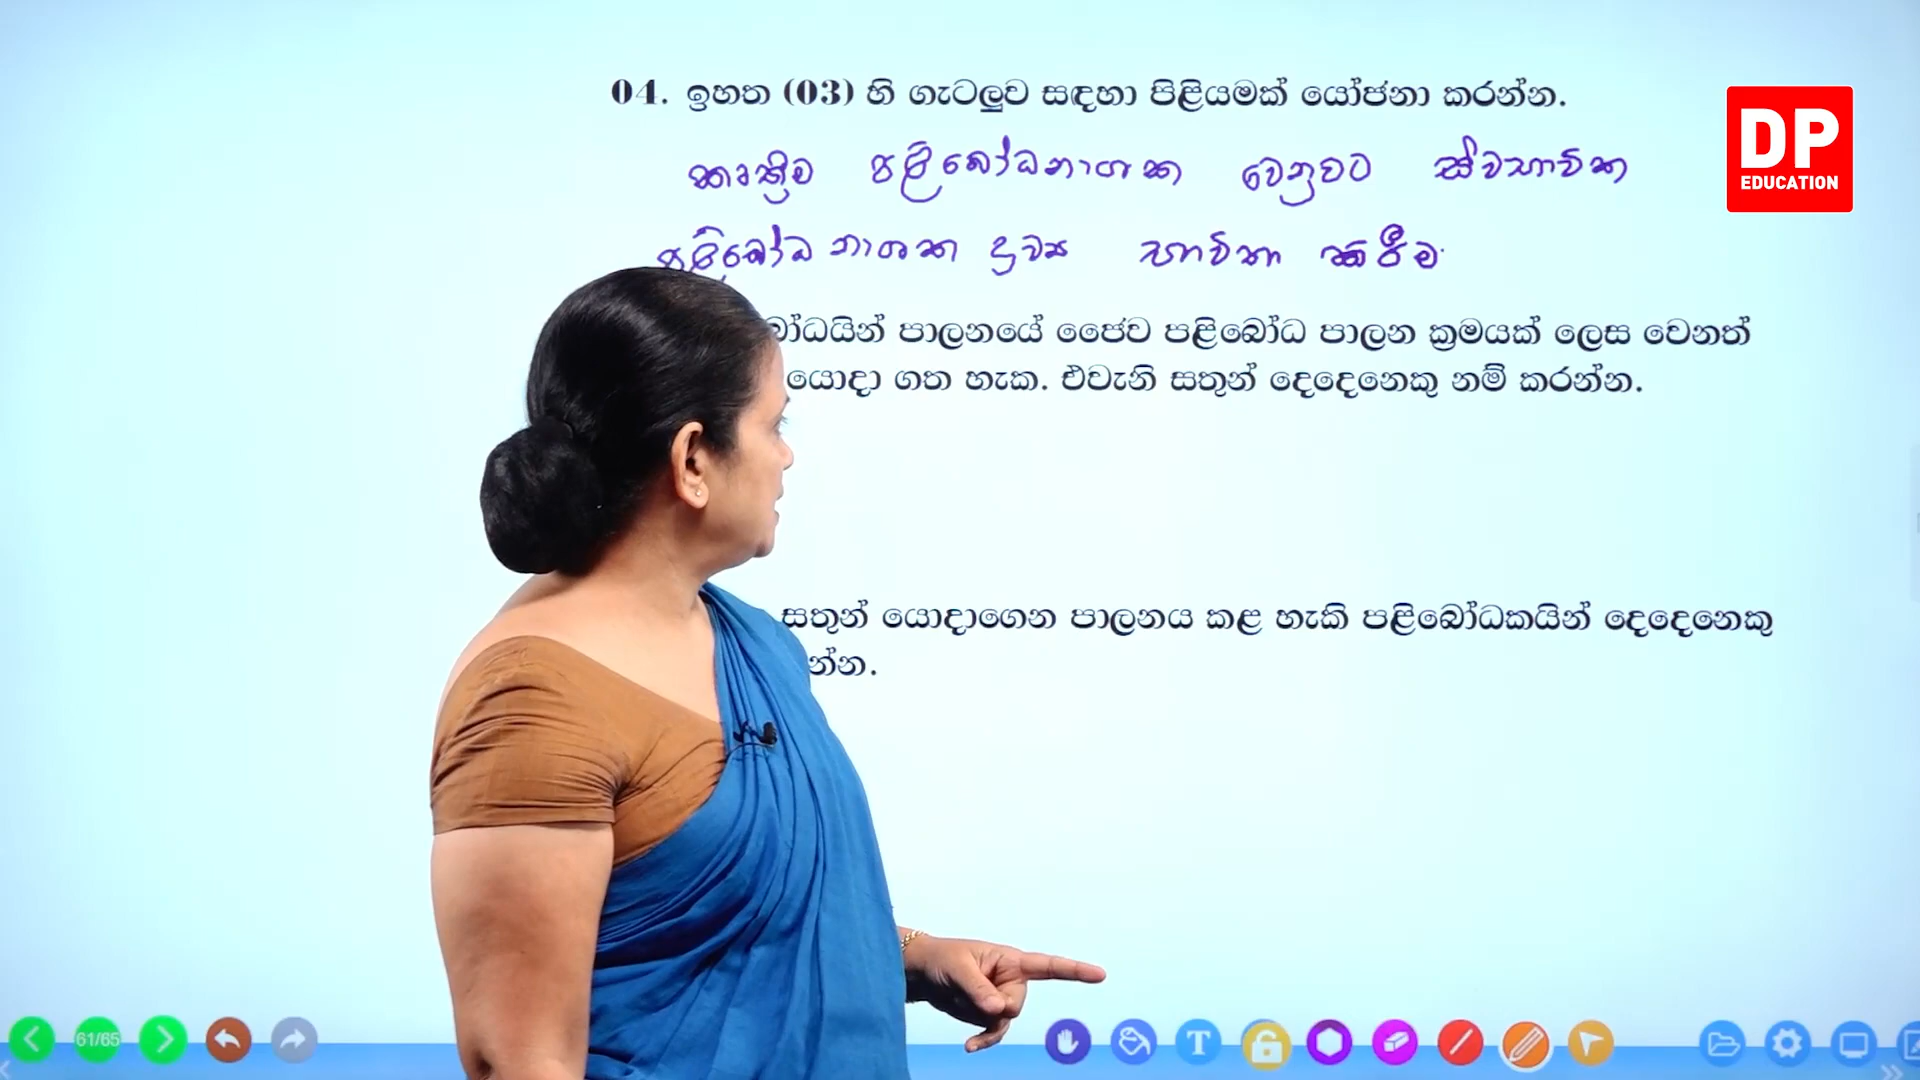 04. ඉහත (03) හි ගැටලුව සඳහා පිළියමක් යෝජනා කරන්න.
DP
EDUCATION
කෘත්‍රිම පළිබෝධනාශක වෙනුවට ස්වභාවික
පළිබෝධ නාශක ද්‍රව්‍ය භාවිතා කිරීම
පාලනයේ ජෛව පළිබෝධ පාලන ක්‍රමයක් ලෙස වෙනත්
යොදා ගත හැක. එවැනි සතුන් දෙදෙනෙකු නම් කරන්න.
සතුන් යොදාගෙන පාලනය කළ හැකි පළිබෝධකයින් දෙදෙනෙකු
61/65
T